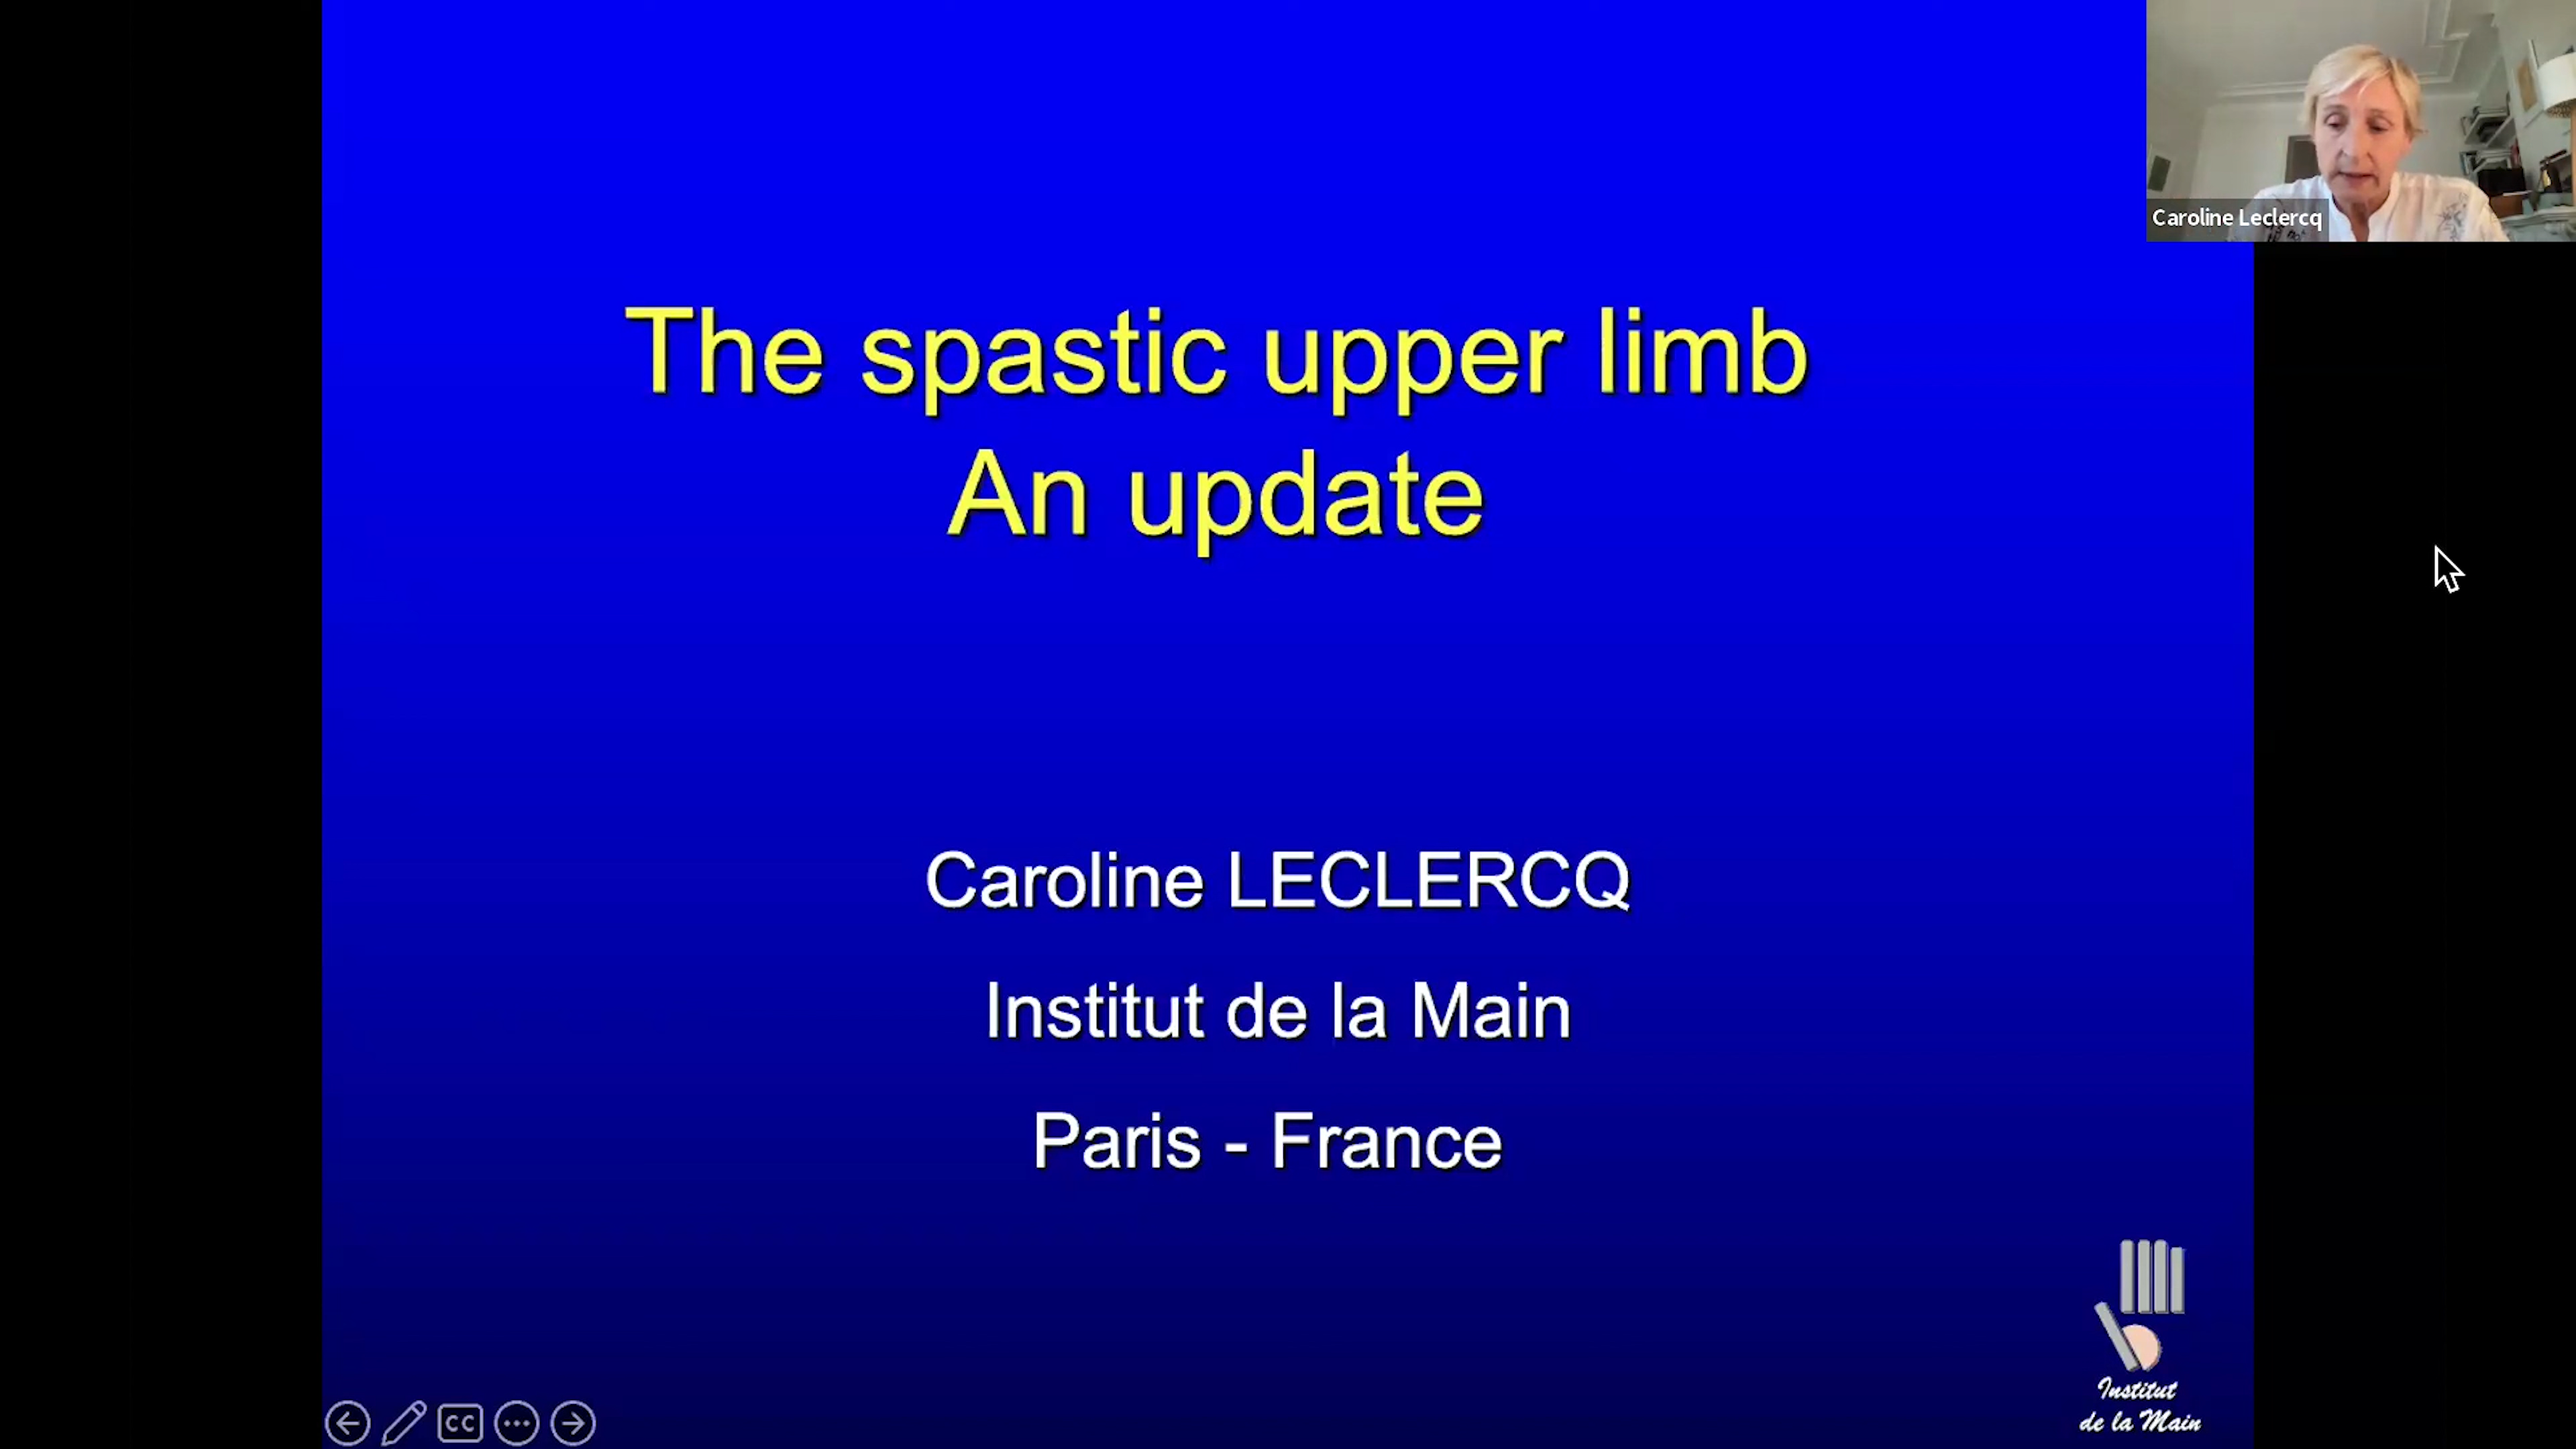 Caroline Leclercq
The spastic upper limb
An update
Caroline LECLERCQ
Institut de la Main
Paris - France
CC
Institut
de la Main